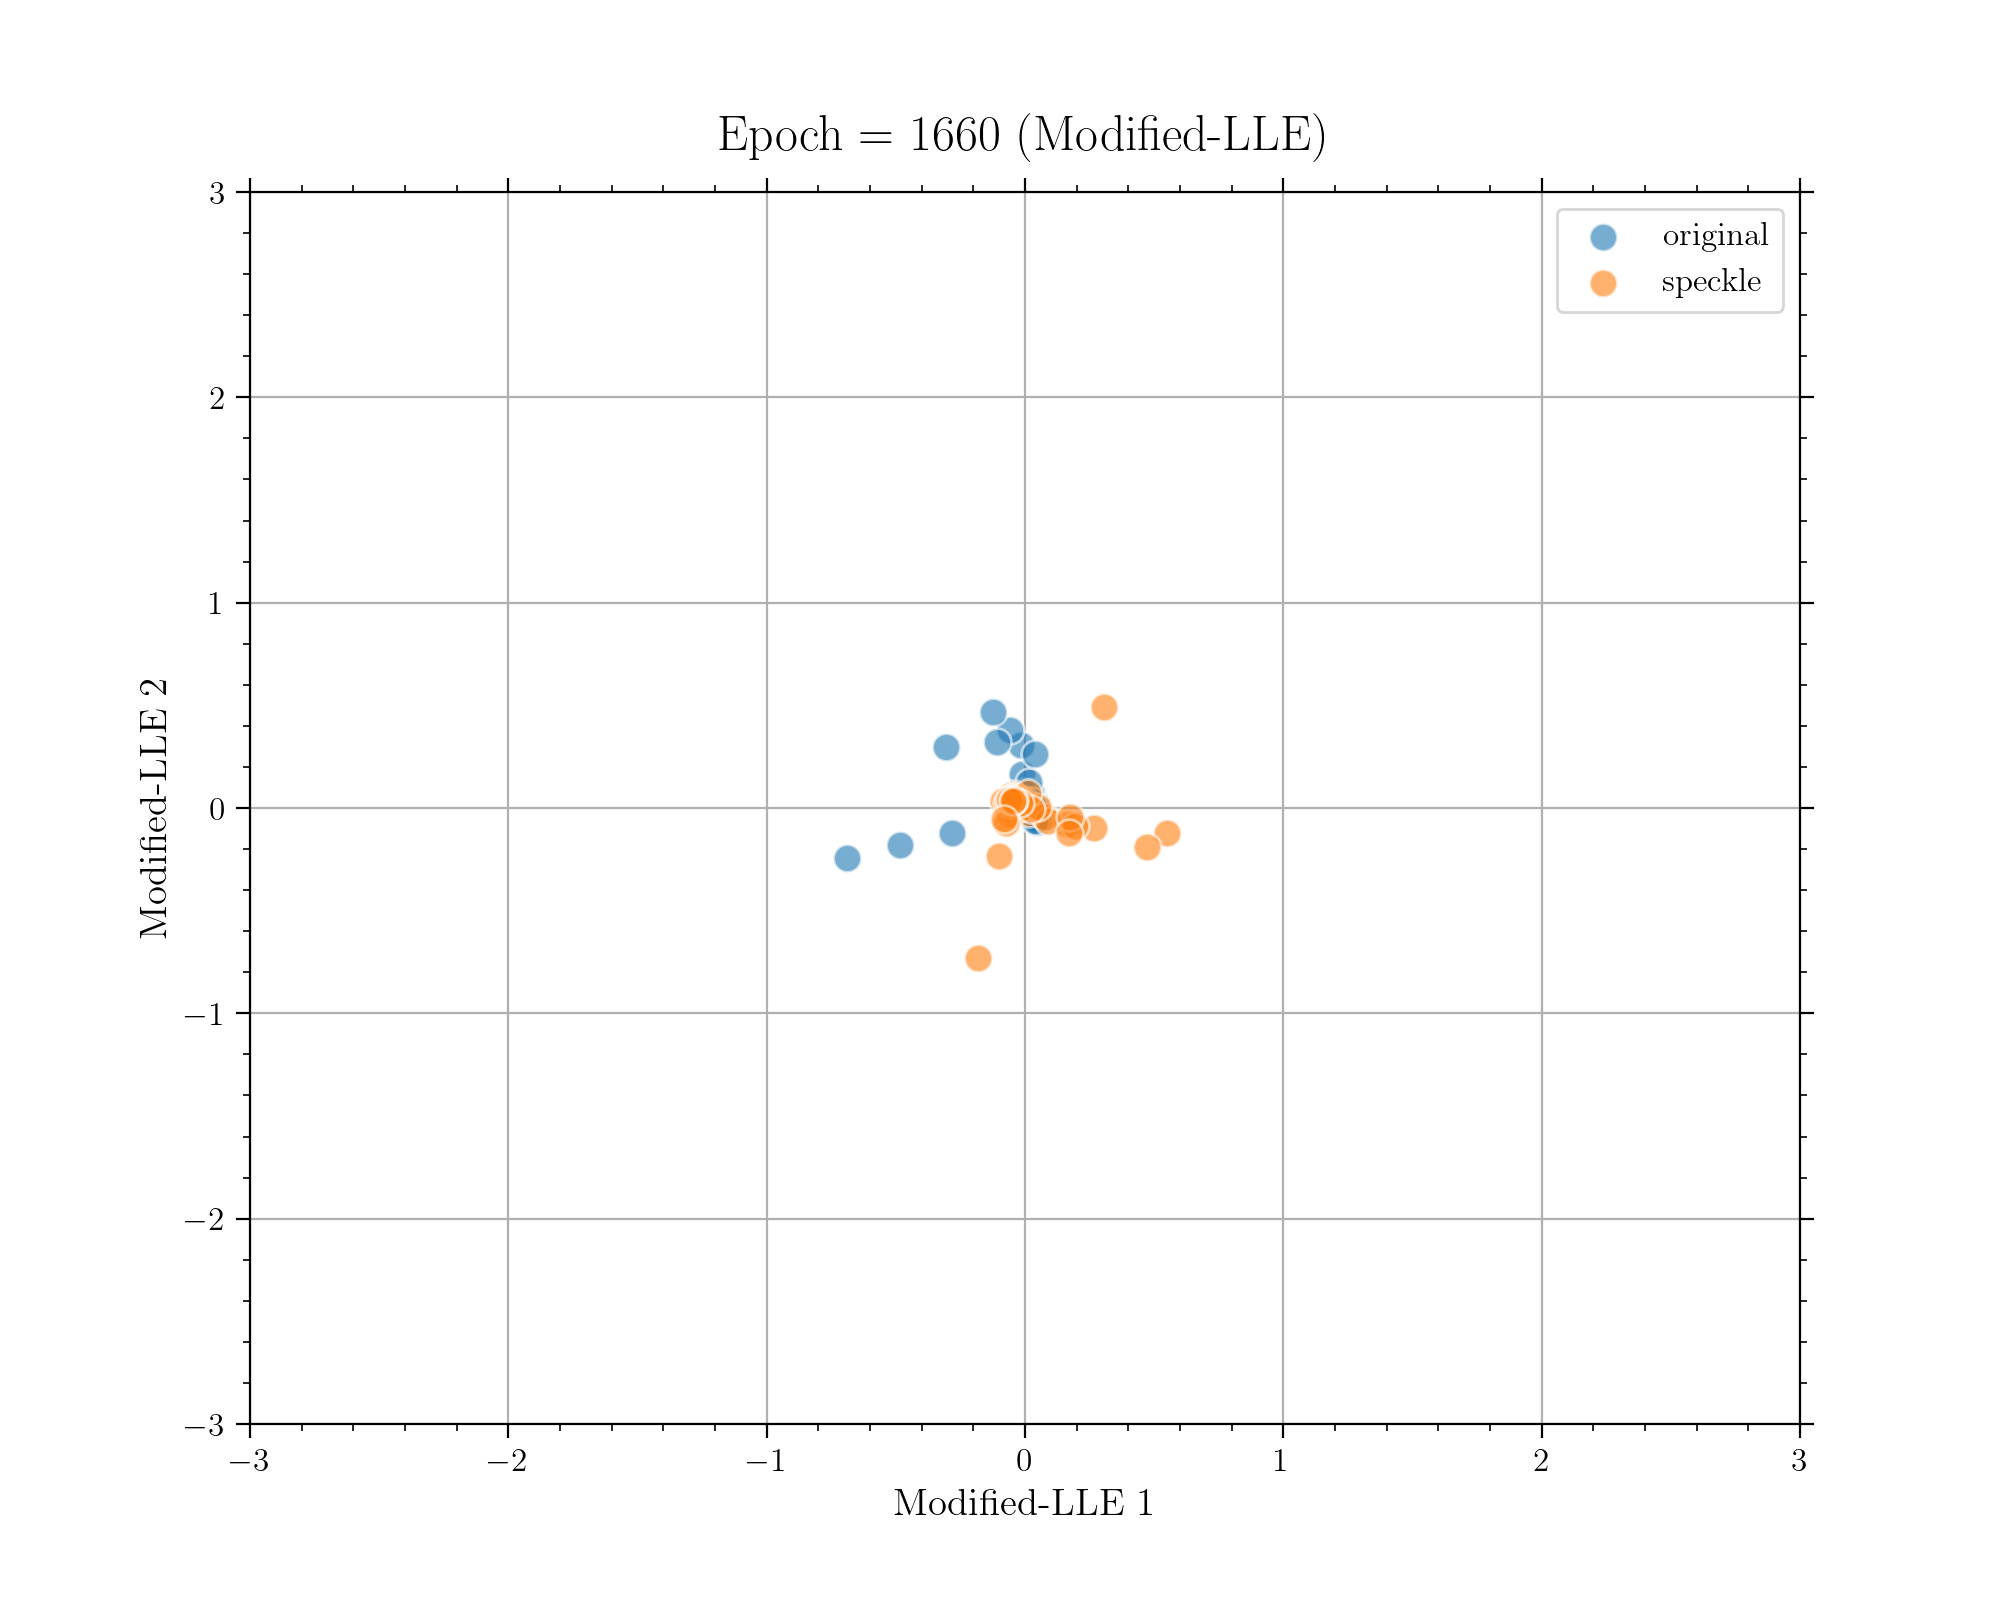 Epoch = 1660 (Modified-LLE)
original
speckle
3
2
1
0
−1
−2
−3
Modified-LLE 2
−3
−2
−1
0
1
2
3
Modified-LLE 1